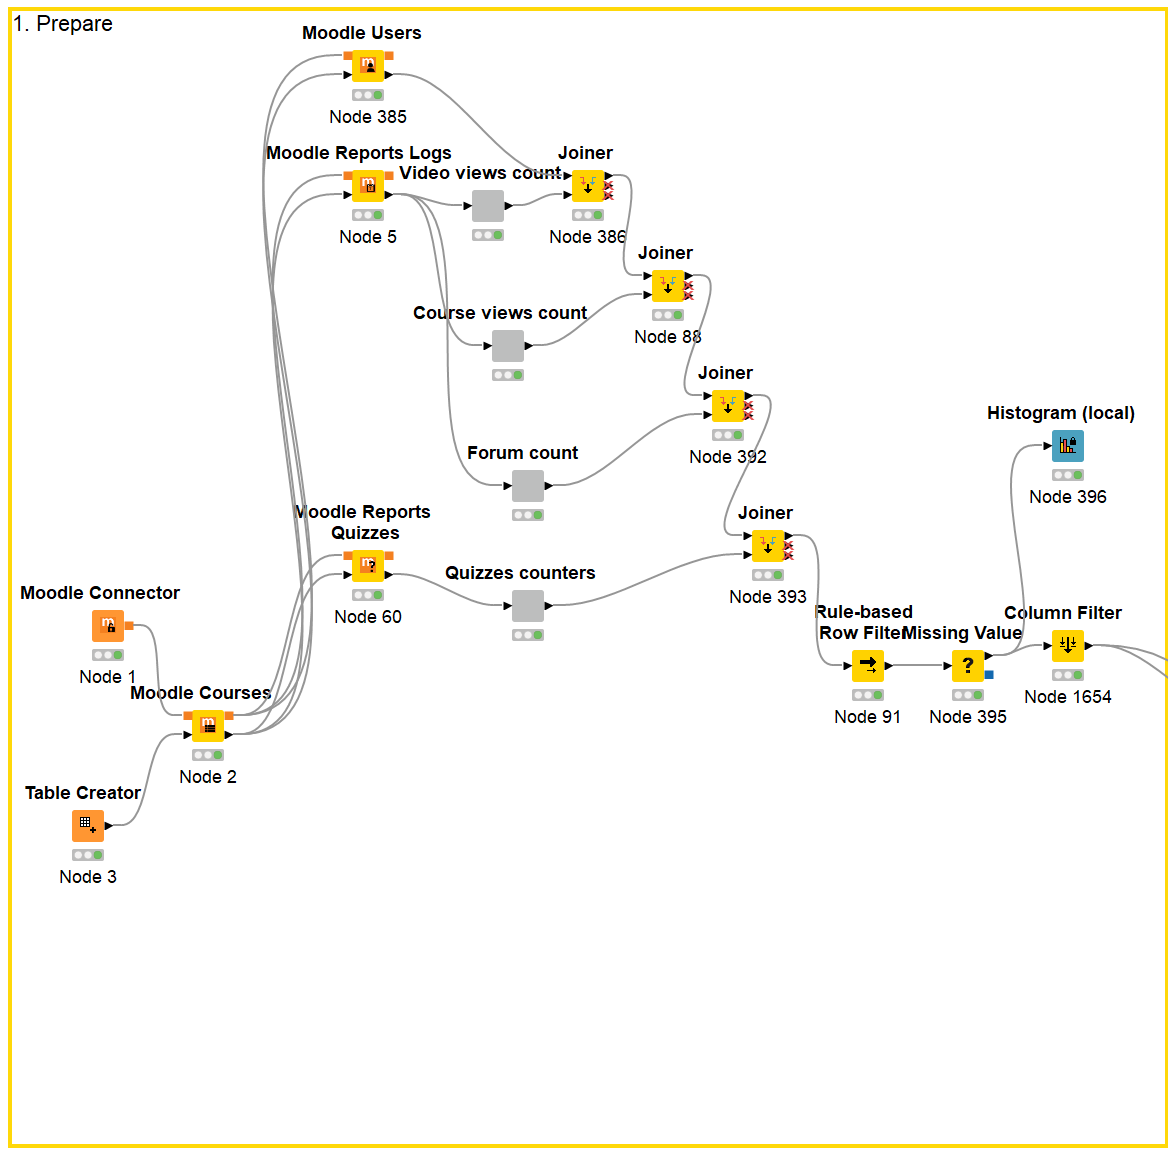 1. Prepare
Moodle Users
Node 385
Moodle Reports Logs
Node 5
Video views count
Joiner
Node 386
Joiner
Node 88
Course views count
Joiner
Node 392
Forum count
Histogram (local)
Node 396
Moodle Reports
Quizzes
Node 60
Quizzes counters
Joiner
Node 393
Moodle Connector
Node 1
Moodle Courses
Node 2
Table Creator
Node 3
Rule-based
Row Filter
Node 91
Missing Value
Node 395
Column Filter
Node 1654